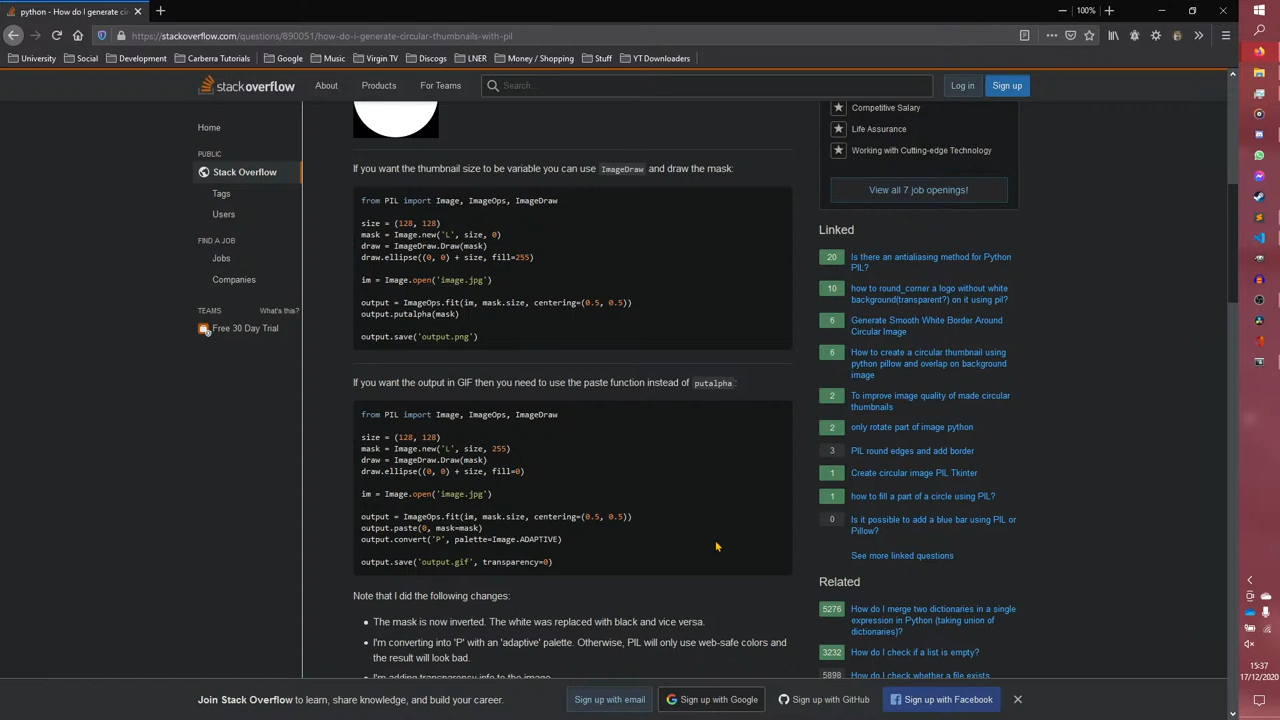 python - How do I generate cir
100%
https://stackoverflow.com/questions/890051/how-do-i-generate-circular-thumbnails-with-pil
University Social Development Carberra Tutorials Google Music Virgin TV Discogs LNER Money / Shopping Stuff YT Downloaders
stackoverflow About Products For Teams Search... Log in Sign up
Home
PUBLIC
Stack Overflow
Tags
Users
FIND A JOB
Jobs
Companies
TEAMS What's this?
Free 30 Day Trial
If you want the thumbnail size to be variable you can use ImageDraw and draw the mask:
from PIL import Image, ImageOps, ImageDraw
size = (128, 128)
mask = Image.new('L', size, 0)
draw = ImageDraw.Draw(mask)
draw.ellipse((0, 0) + size, fill=255)
im = Image.open('image.jpg')
output = ImageOps.fit(im, mask.size, centering=(0.5, 0.5))
output.putalpha(mask)
output.save('output.png')
If you want the output in GIF then you need to use the paste function instead of putalpha:
from PIL import Image, ImageOps, ImageDraw
size = (128, 128)
mask = Image.new('L', size, 255)
draw = ImageDraw.Draw(mask)
draw.ellipse((0, 0) + size, fill=0)
im = Image.open('image.jpg')
output = ImageOps.fit(im, mask.size, centering=(0.5, 0.5))
output.paste(0, mask=mask)
output.convert('P', palette=Image.ADAPTIVE)
output.save('output.gif', transparency=0)
Note that I did the following changes:
The mask is now inverted. The white was replaced with black and vice versa.
I'm converting into 'P' with an 'adaptive' palette. Otherwise, PIL will only use web-safe colors and
the result will look bad.
I'm adding transparency info to the image.
Competitive Salary
Life Assurance
Working with Cutting-edge Technology
View all 7 job openings!
Linked
20 Is there an antialiasing method for Python
PIL?
10 how to round_corner a logo without white
background(transparent?) on it using pil?
6 Generate Smooth White Border Around
Circular Image
6 How to create a circular thumbnail using
python pillow and overlap on background
image
2 To improve image quality of made circular
thumbnails
2 only rotate part of image python
3 PIL round edges and add border
1 Create circular image PIL Tkinter
1 how to fill a part of a circle using PIL?
0 Is it possible to add a blue bar using PIL or
Pillow?
See more linked questions
Related
5276 How do I merge two dictionaries in a single
expression in Python (taking union of
dictionaries)?
3232 How do I check if a list is empty?
5898 How do I check whether a file exists
Join Stack Overflow to learn, share knowledge, and build your career. Sign up with email Sign up with Google Sign up with GitHub Sign up with Facebook
15:37
17/12/2020